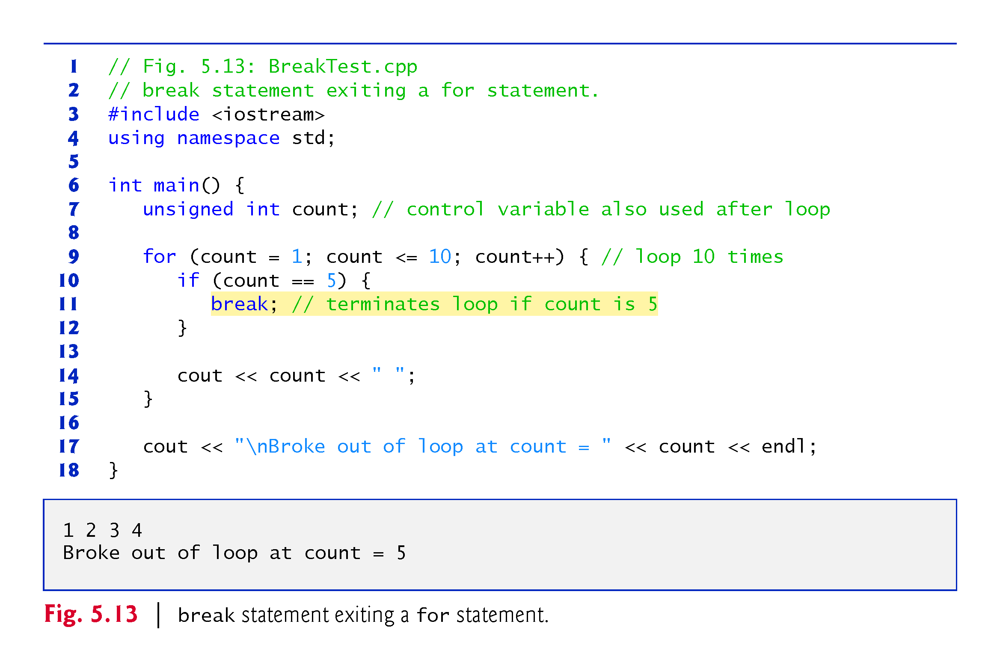 1 // Fig. 5.13: BreakTest.cpp
2 // break statement exiting a for statement.
3 #include <iostream>
4 using namespace std;
5
6 int main() {
7    unsigned int count; // control variable also used after loop
8
9    for (count = 1; count <= 10; count++) { // loop 10 times
10       if (count == 5) {
11          break; // terminates loop if count is 5
12       }
13
14       cout << count << " ";
15    }
16
17    cout << "\nBroke out of loop at count = " << count << endl;
18 }
1 2 3 4
Broke out of loop at count = 5
Fig. 5.13 | break statement exiting a for statement.